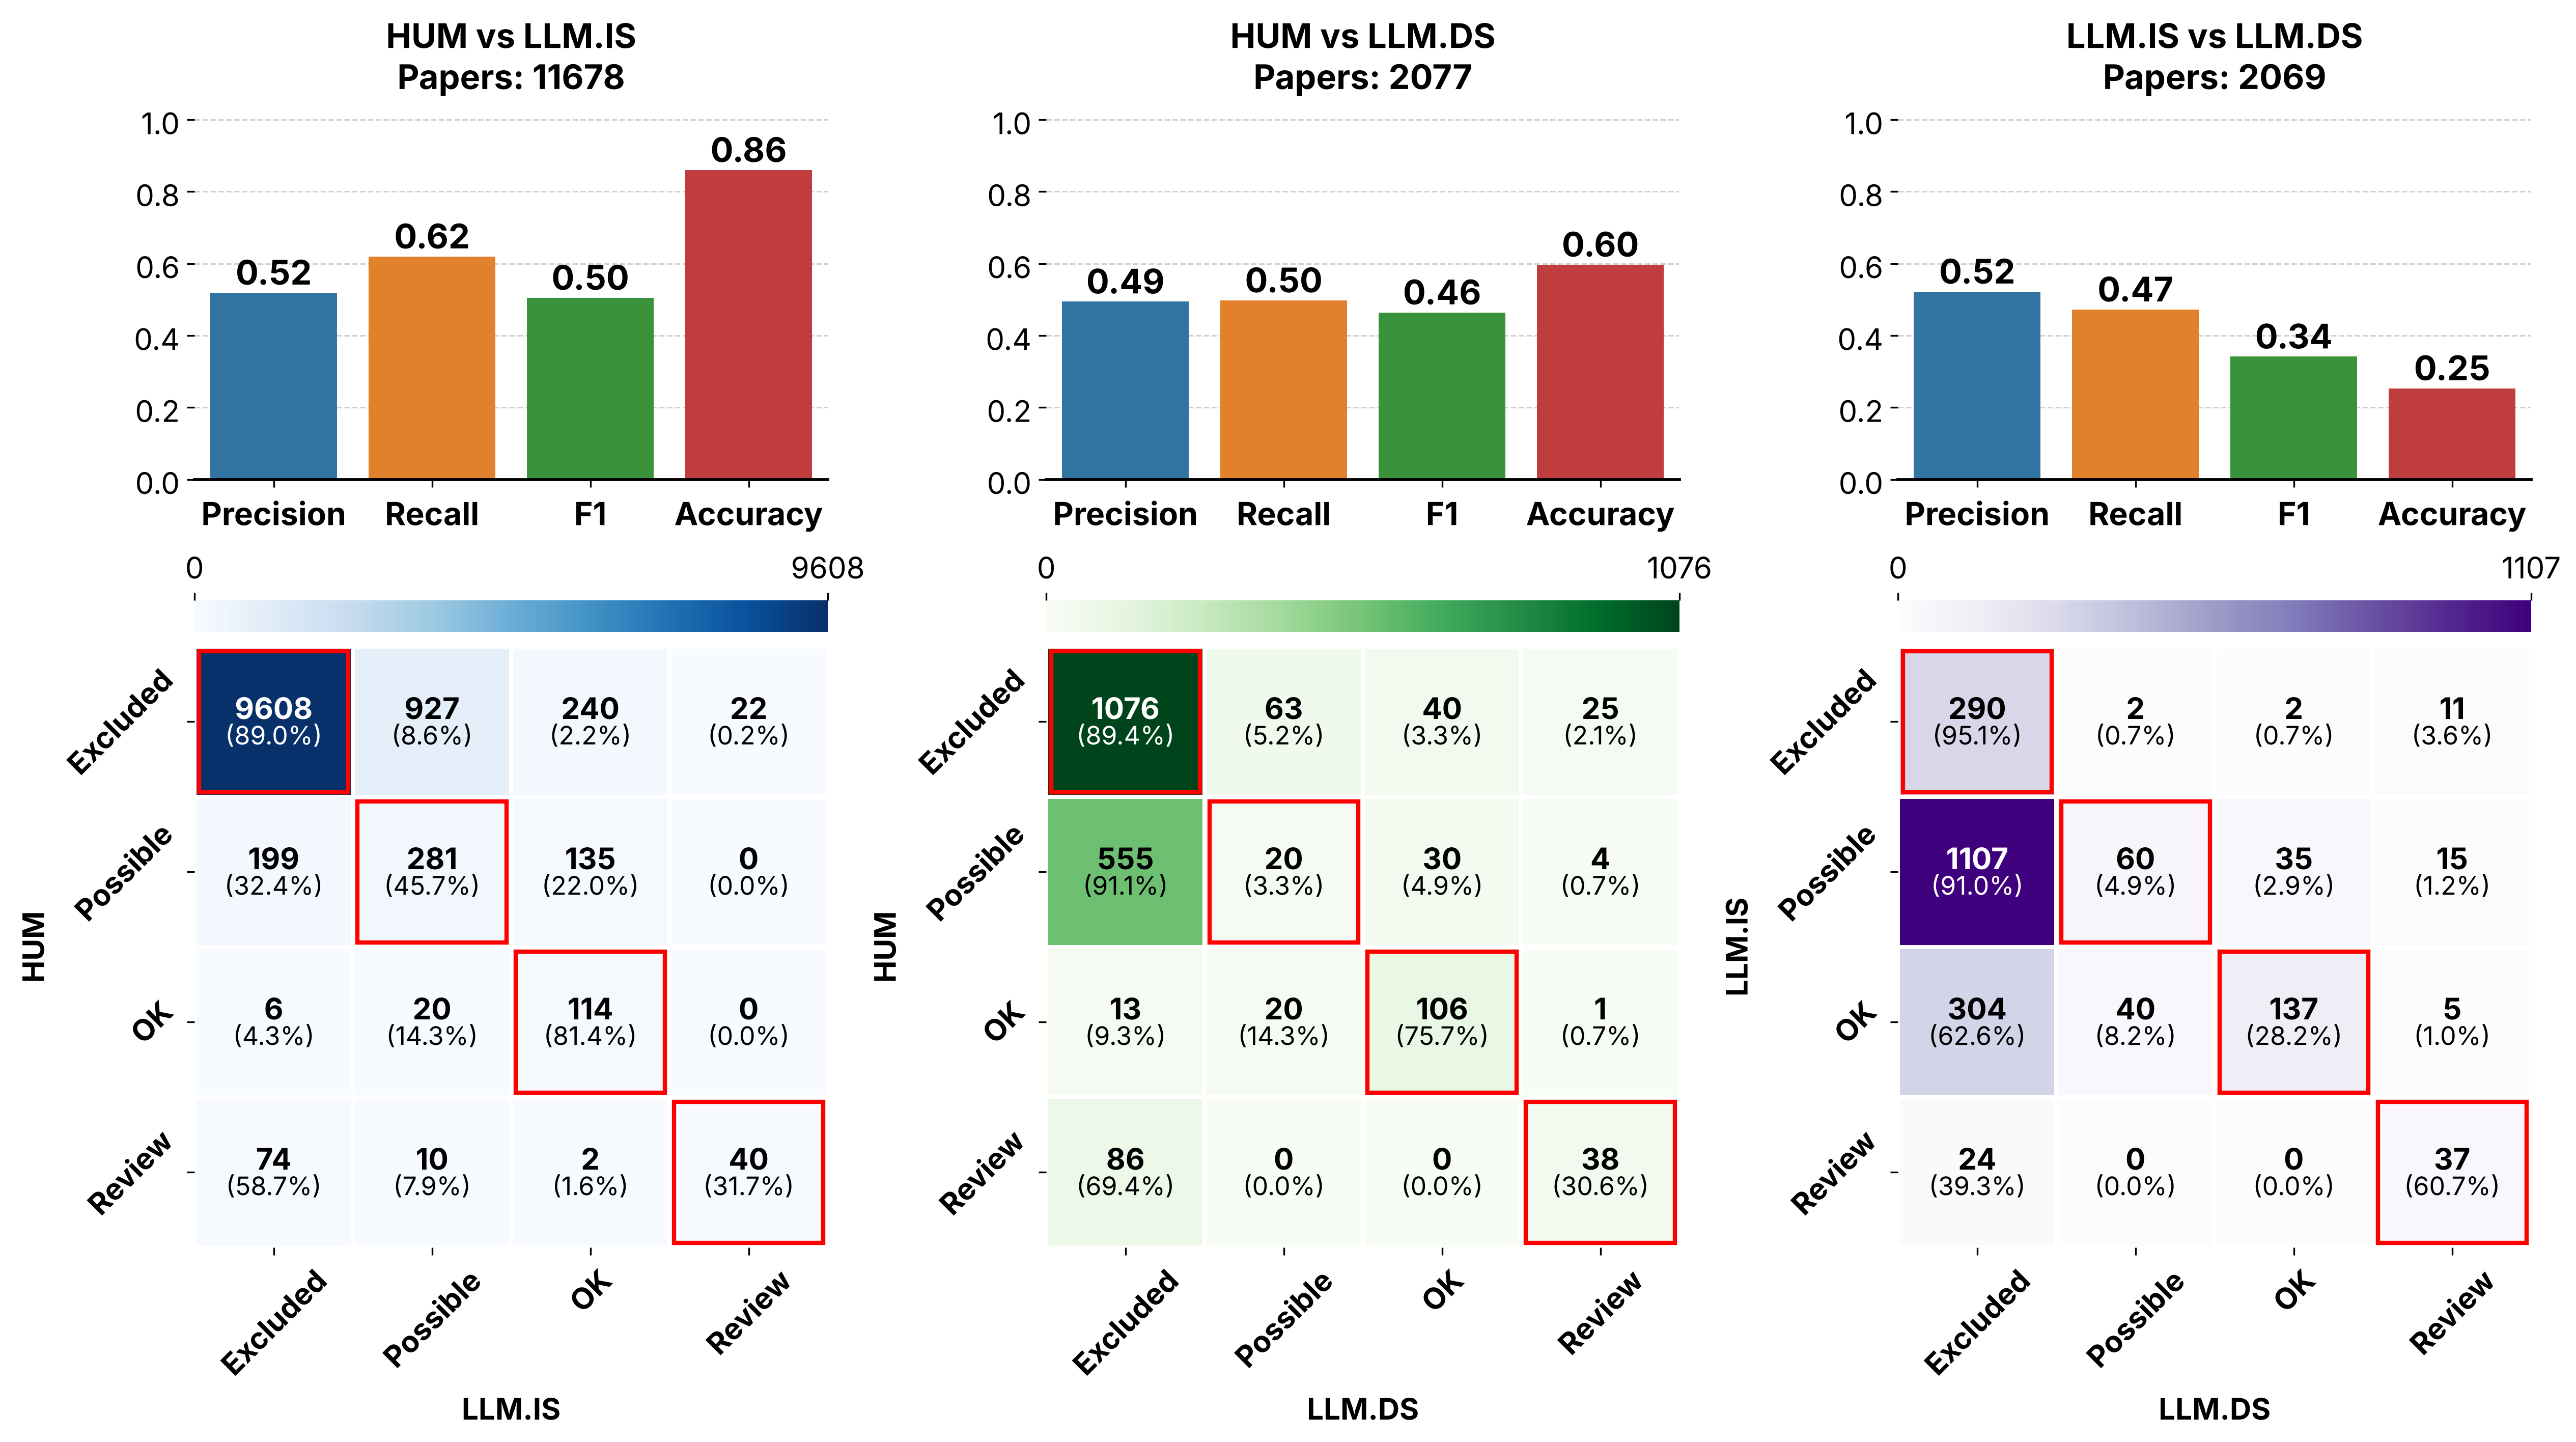 HUM vs LLM.IS
Papers: 11678
1.0
0.8
0.6
0.4
0.2
0.0
0.52
0.62
0.50
0.86
Precision Recall F1 Accuracy
0 9608
HUM
Excluded
9608 927 240 22
(89.0%) (8.6%) (2.2%) (0.2%)
Possible
199 281 135 0
(32.4%) (45.7%) (22.0%) (0.0%)
OK
6 20 114 0
(4.3%) (14.3%) (81.4%) (0.0%)
Review
74 10 2 40
(58.7%) (7.9%) (1.6%) (31.7%)
Excluded Possible OK Review
LLM.IS
HUM vs LLM.DS
Papers: 2077
1.0
0.8
0.6
0.4
0.2
0.0
0.49
0.50
0.46
0.60
Precision Recall F1 Accuracy
0 1076
HUM
Excluded
1076 63 40 25
(89.4%) (5.2%) (3.3%) (2.1%)
Possible
555 20 30 4
(91.1%) (3.3%) (4.9%) (0.7%)
OK
13 20 106 1
(9.3%) (14.3%) (75.7%) (0.7%)
Review
86 0 0 38
(69.4%) (0.0%) (0.0%) (30.6%)
Excluded Possible OK Review
LLM.DS
LLM.IS vs LLM.DS
Papers: 2069
1.0
0.8
0.6
0.4
0.2
0.0
0.52
0.47
0.34
0.25
Precision Recall F1 Accuracy
0 1107
LLM.IS
Excluded
290 2 2 11
(95.1%) (0.7%) (0.7%) (3.6%)
Possible
1107 60 35 15
(91.0%) (4.9%) (2.9%) (1.2%)
OK
304 40 137 5
(62.6%) (8.2%) (28.2%) (1.0%)
Review
24 0 0 37
(39.3%) (0.0%) (0.0%) (60.7%)
Excluded Possible OK Review
LLM.DS